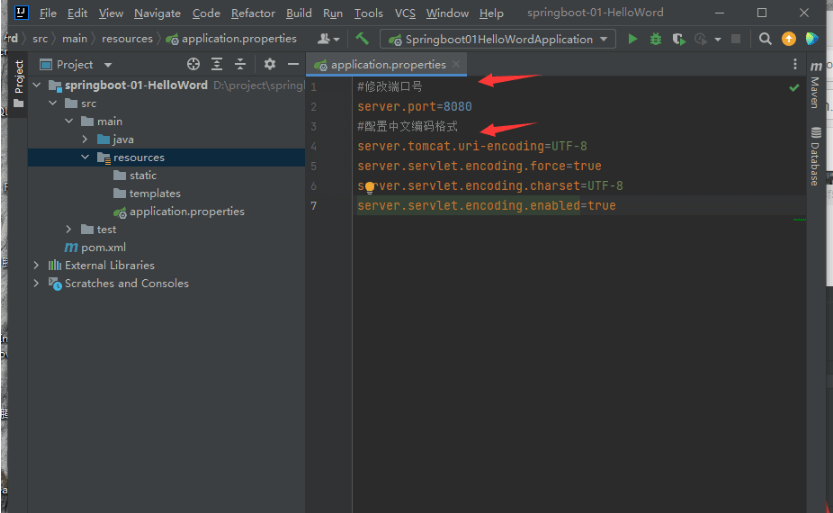 File Edit View Navigate Code Refactor Build Run Tools VCS Window Help springboot-01-HelloWord
rd src main resources application.properties Springboot01HelloWordApplication
Project application.properties
springboot-01-HelloWord D:\project\springl
src
main
java
resources
static
templates
application.properties
test
pom.xml
External Libraries
Scratches and Consoles
Project
1 #修改端口号
2 server.port=8080
3 #配置中文编码格式
4 server.tomcat.uri-encoding=UTF-8
5 server.servlet.encoding.force=true
6 server.servlet.encoding.charset=UTF-8
7 server.servlet.encoding.enabled=true
Maven
Database